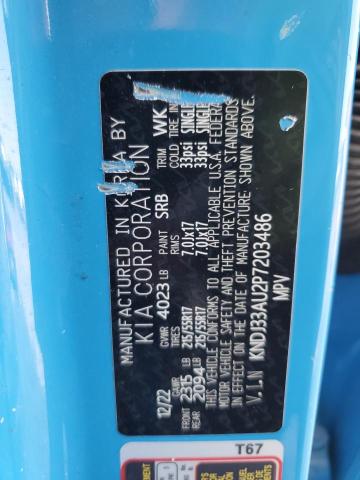 MANUFACTURED IN KOREA BY
KIA CORPORATION
12/22 GVWR 4023 LB PAINT SRB TRIM WK
GAWR TIRES RIMS COLD TIRE
FRONT 2315 LB 215/55R17 7.0Jx17 33psi SINGLE
REAR 2094 LB 215/55R17 7.0Jx17 33psi SINGLE
THIS VEHICLE CONFORMS TO ALL APPLICABLE U.S.A. FEDERAL
MOTOR VEHICLE SAFETY AND THEFT PREVENTION STANDARDS
IN EFFECT ON THE DATE OF MANUFACTURE SHOWN ABOVE.
V.I.N KNDJ33AU2P7203486
MPV
T67